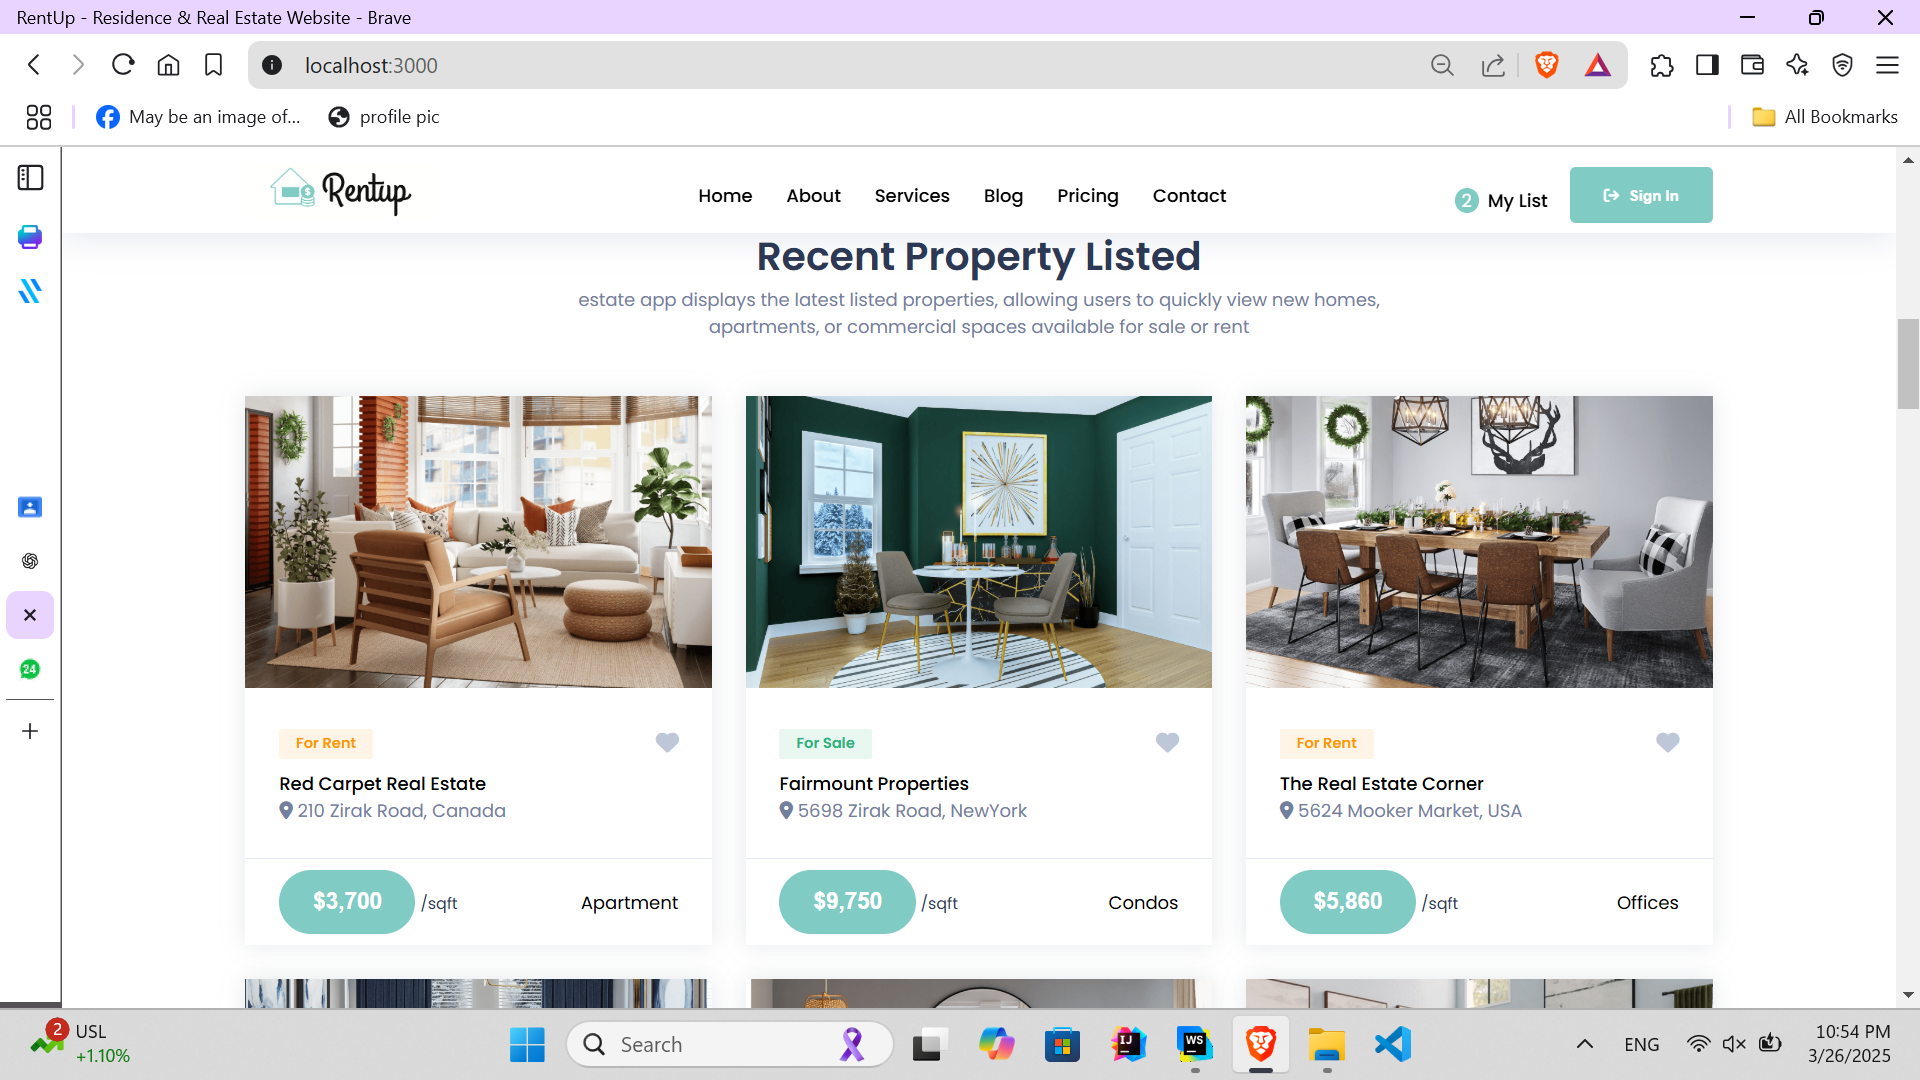 RentUp - Residence & Real Estate Website - Brave
localhost:3000
May be an image of... profile pic All Bookmarks
Rentup Home About Services Blog Pricing Contact 2 My List Sign In
Recent Property Listed
estate app displays the latest listed properties, allowing users to quickly view new homes,
apartments, or commercial spaces available for sale or rent
For Rent For Sale For Rent
Red Carpet Real Estate Fairmount Properties The Real Estate Corner
210 Zirak Road, Canada 5698 Zirak Road, NewYork 5624 Mooker Market, USA
$3,700 /sqft Apartment $9,750 /sqft Condos $5,860 /sqft Offices
24
2 USL
+1.10%
Search
IJ
WS
ENG
10:54 PM
3/26/2025